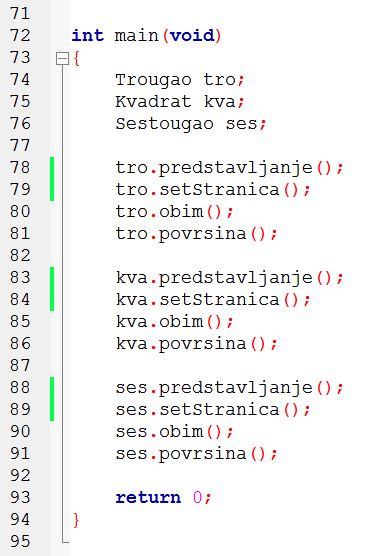 71
72 int main(void)
73 {
74 Trougao tro;
75 Kvadrat kva;
76 Sestougao ses;
77
78 tro.predstavljanje();
79 tro.setStranica();
80 tro.obim();
81 tro.povrsina();
82
83 kva.predstavljanje();
84 kva.setStranica();
85 kva.obim();
86 kva.povrsina();
87
88 ses.predstavljanje();
89 ses.setStranica();
90 ses.obim();
91 ses.povrsina();
92
93 return 0;
94 }
95